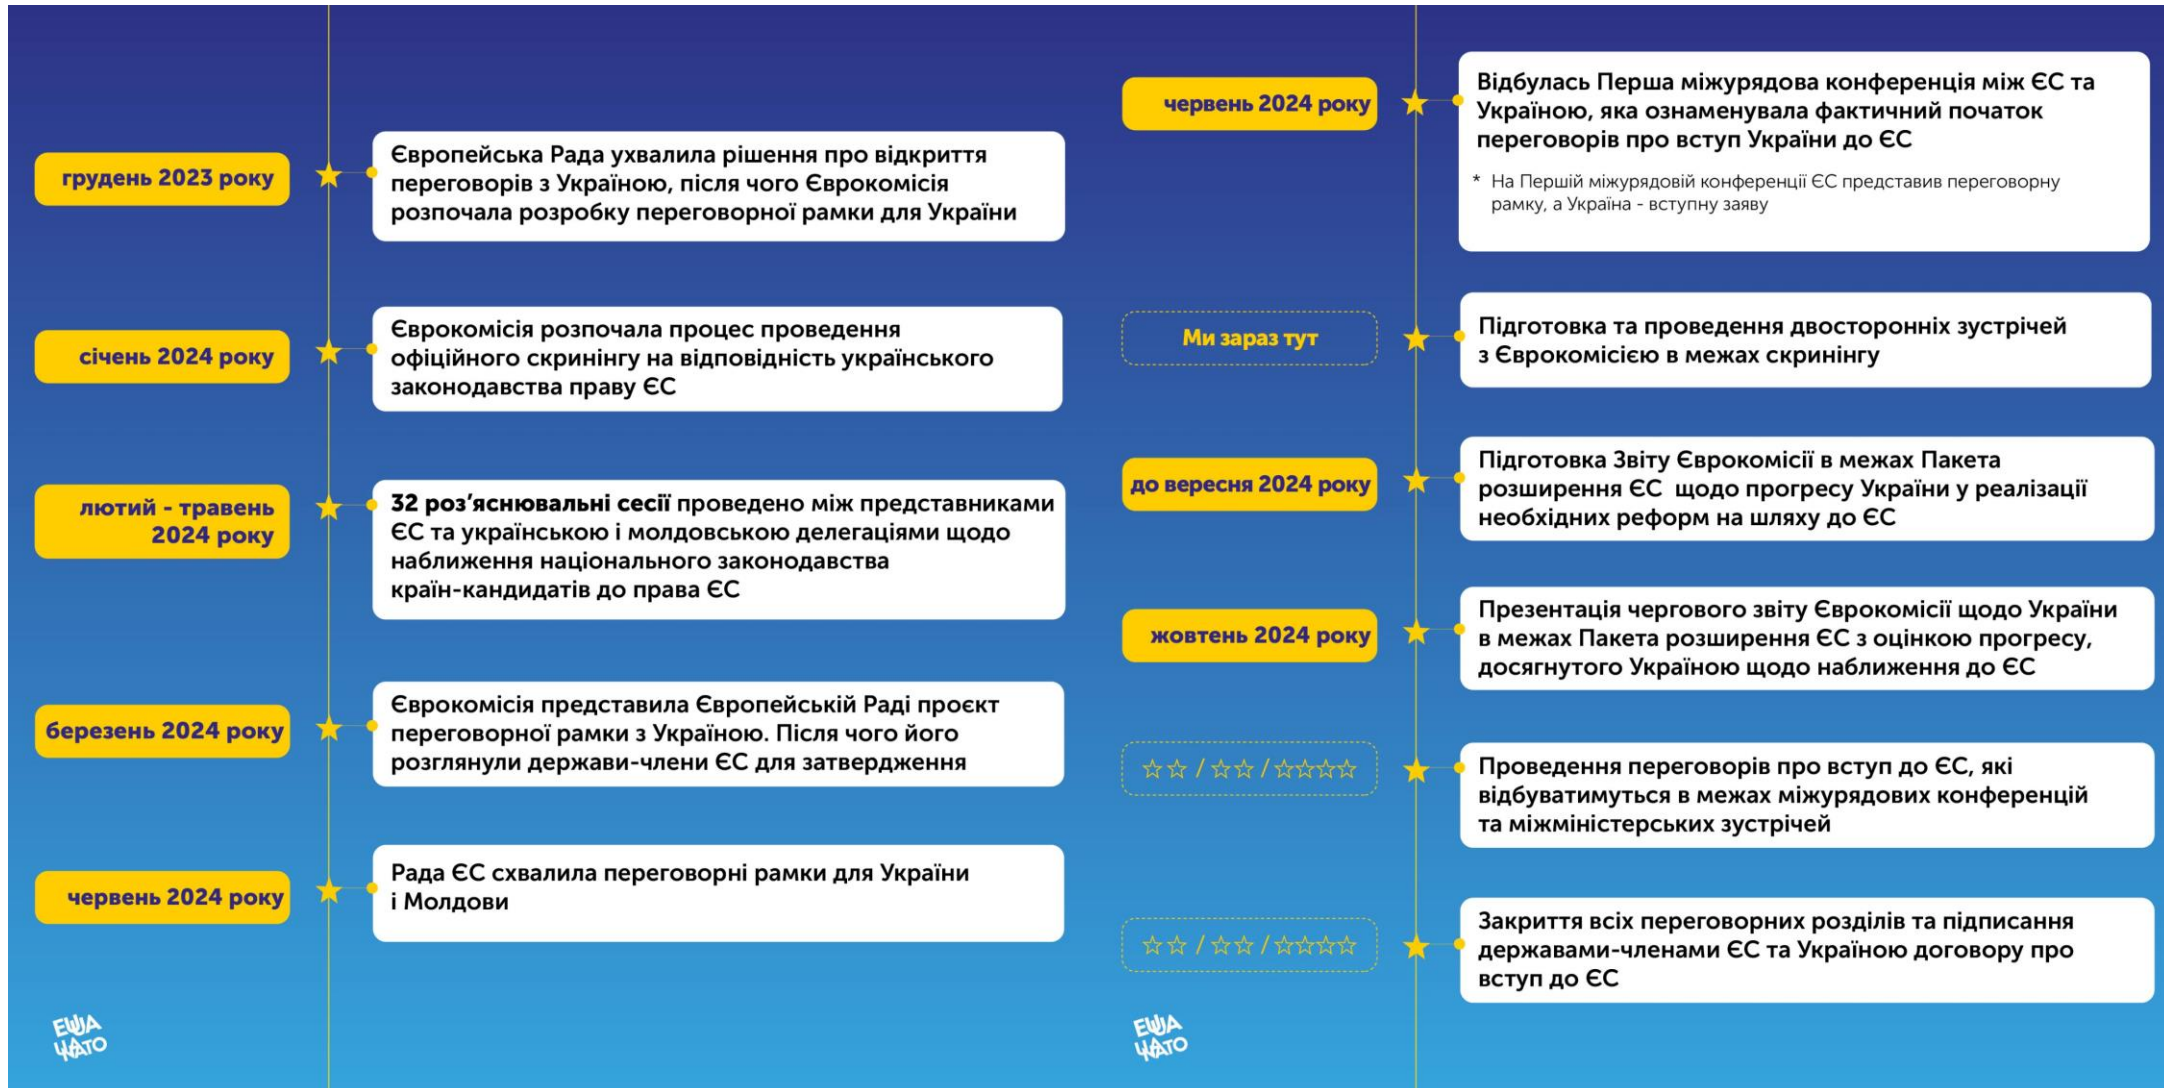 грудень 2023 року
Європейська Рада ухвалила рішення про відкриття
переговорів з Україною, після чого Єврокомісія
розпочала розробку переговорної рамки для України
січень 2024 року
Єврокомісія розпочала процес проведення
офіційного скринінгу на відповідність українського
законодавства праву ЄС
лютий - травень
2024 року
32 роз’яснювальні сесії проведено між представниками
ЄС та українською і молдовською делегаціями щодо
наближення національного законодавства
країн-кандидатів до права ЄС
березень 2024 року
Єврокомісія представила Європейській Раді проєкт
переговорної рамки з Україною. Після чого його
розглянули держави-члени ЄС для затвердження
червень 2024 року
Рада ЄС схвалила переговорні рамки для України
і Молдови
червень 2024 року
Відбулась Перша міжурядова конференція між ЄС та
Україною, яка ознаменувала фактичний початок
переговорів про вступ України до ЄС
* На Першій міжурядовій конференції ЄС представив переговорну
рамку, а Україна - вступну заяву
Ми зараз тут
Підготовка та проведення двосторонніх зустрічей
з Єврокомісією в межах скринінгу
до вересня 2024 року
Підготовка Звіту Єврокомісії в межах Пакета
розширення ЄС щодо прогресу України у реалізації
необхідних реформ на шляху до ЄС
жовтень 2024 року
Презентація чергового звіту Єврокомісії щодо України
в межах Пакета розширення ЄС з оцінкою прогресу,
досягнутого Україною щодо наближення до ЄС
☆☆ / ☆☆ / ☆☆☆☆
Проведення переговорів про вступ до ЄС, які
відбуватимуться в межах міжурядових конференцій
та міжміністерських зустрічей
☆☆ / ☆☆ / ☆☆☆☆
Закриття всіх переговорних розділів та підписання
державами-членами ЄС та Україною договору про
вступ до ЄС